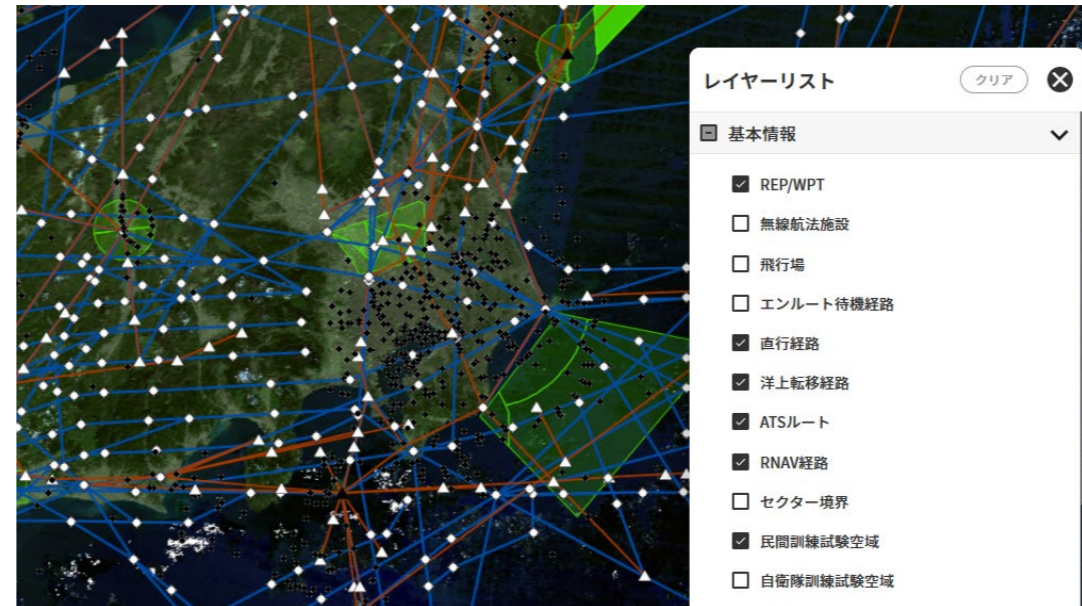 レイヤーリスト
クリア
基本情報
REP/WPT
無線航法施設
飛行場
エンルート待機経路
直行経路
洋上転移経路
ATSルート
RNAV経路
セクター境界
民間訓練試験空域
自衛隊訓練試験空域